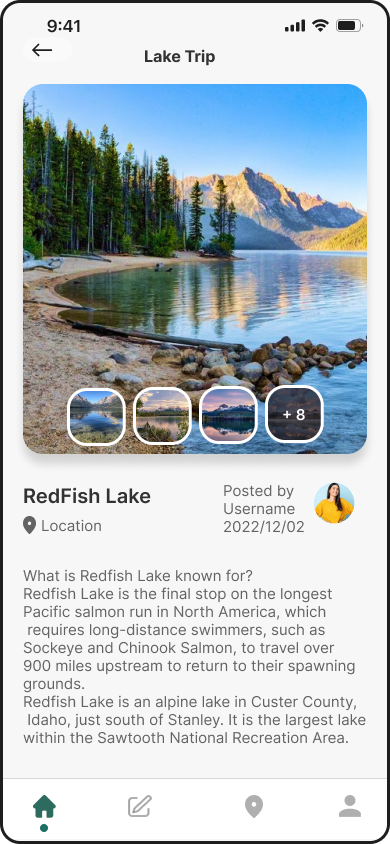 9:41
Lake Trip
+ 8
RedFish Lake
Location
Posted by
Username
2022/12/02
What is Redfish Lake known for?
Redfish Lake is the final stop on the longest
Pacific salmon run in North America, which
requires long-distance swimmers, such as
Sockeye and Chinook Salmon, to travel over
900 miles upstream to return to their spawning
grounds.
Redfish Lake is an alpine lake in Custer County,
Idaho, just south of Stanley. It is the largest lake
within the Sawtooth National Recreation Area.